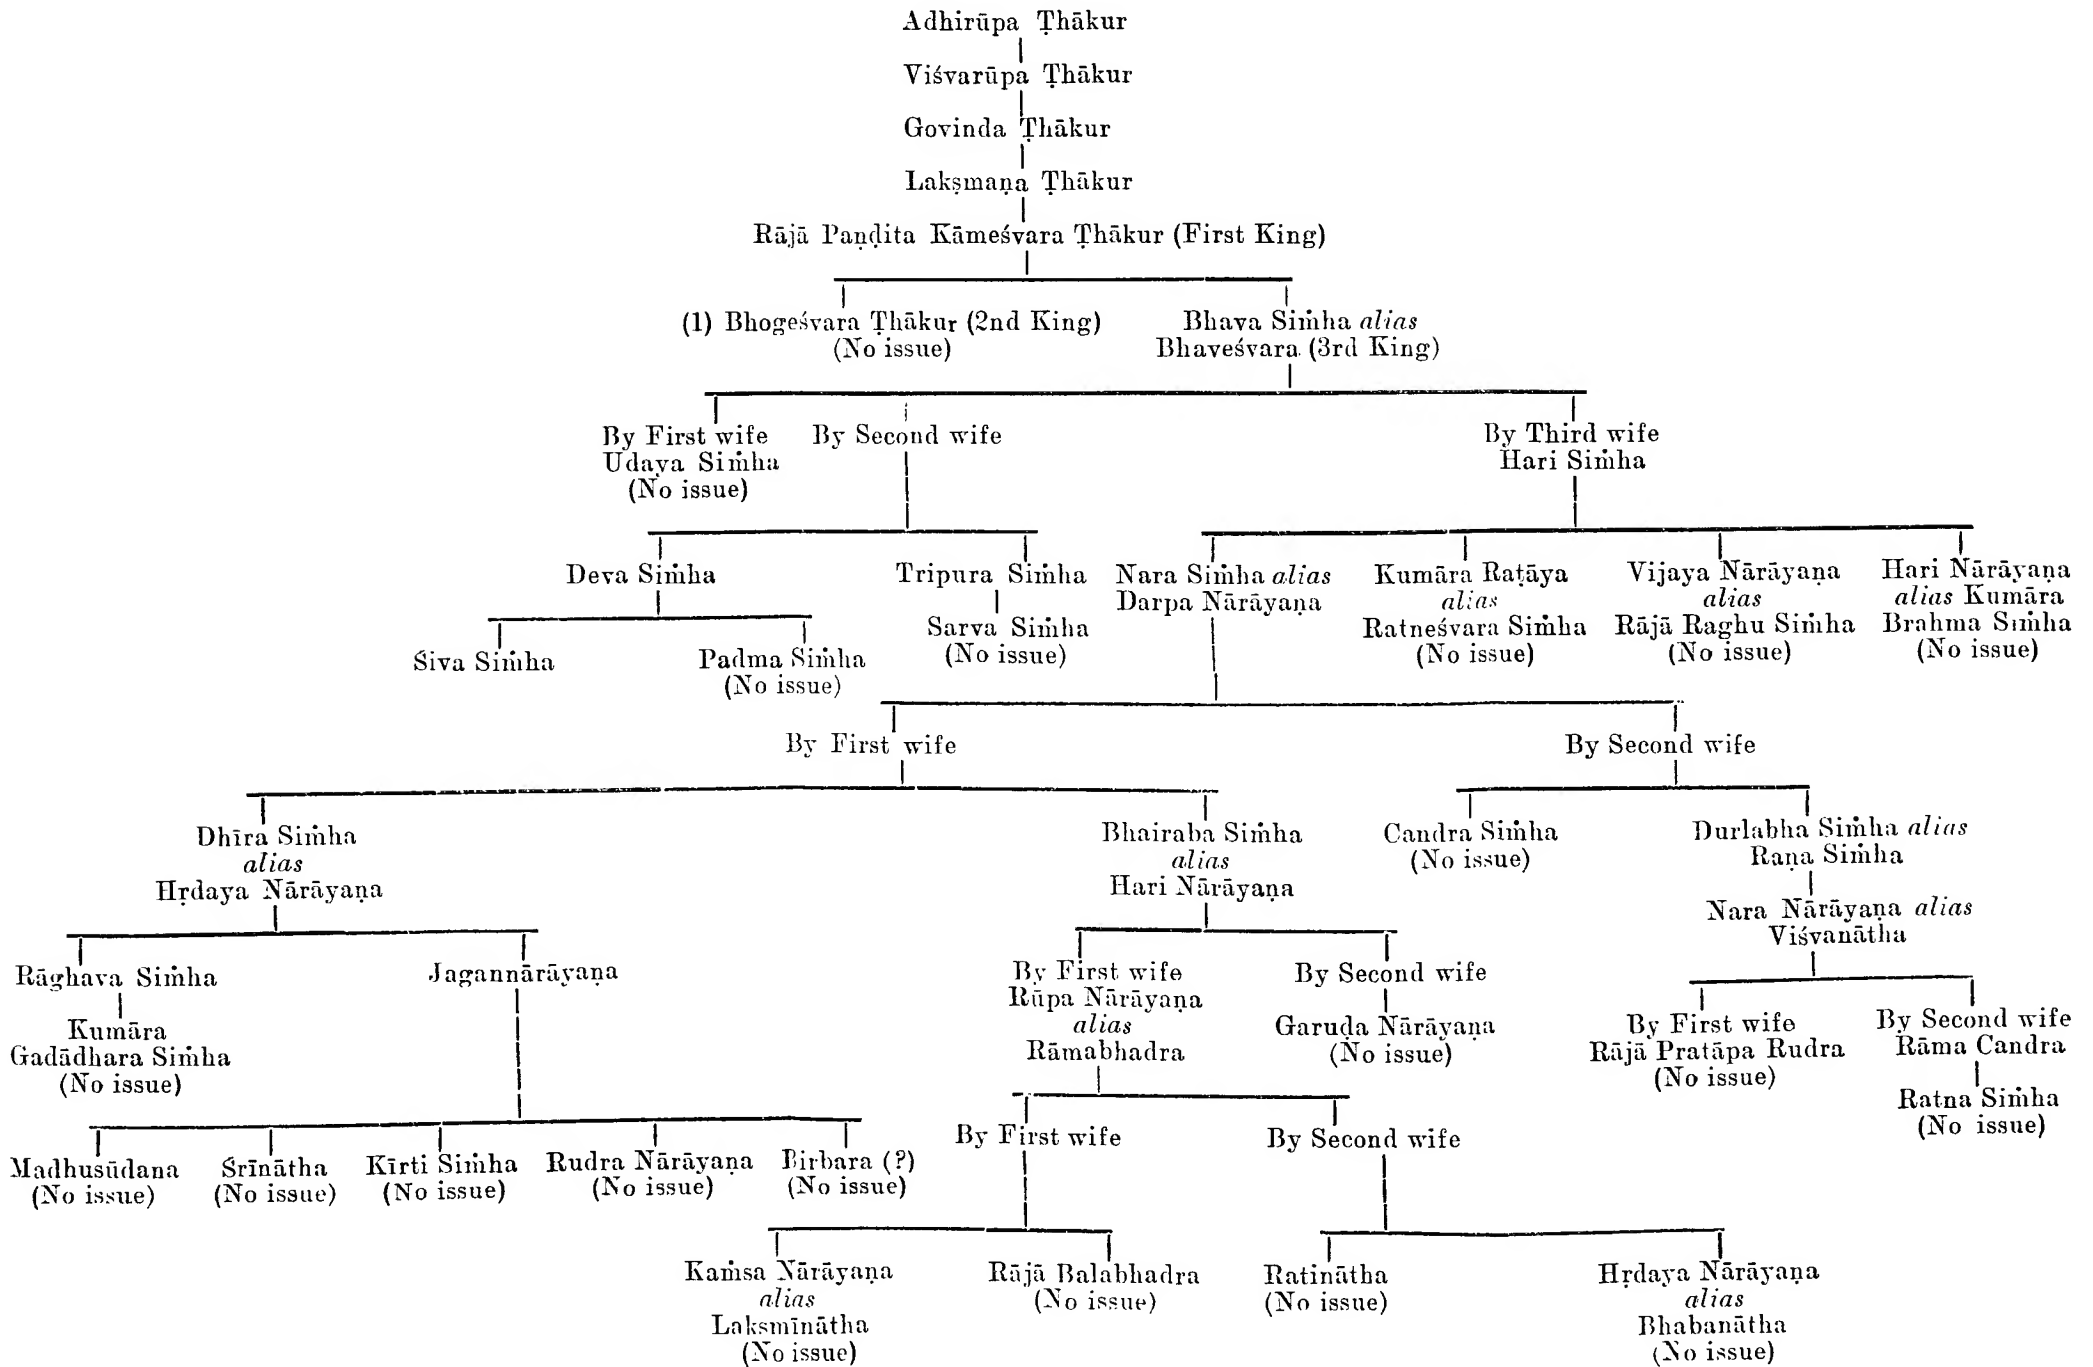 Adhirūpa Ṭhākur
Viśvarūpa Ṭhākur
Govinda Ṭhākur
Lakṣmaṇa Ṭhākur
Rājā Paṇḍita Kāmeśvara Ṭhākur (First King)
(1) Bhogeśvara Ṭhākur (2nd King)
(No issue)
Bhava Siṁha alias
Bhaveśvara (3rd King)
By First wife
Udaya Siṁha
(No issue)
By Second wife
By Third wife
Hari Siṁha
Deva Siṁha
Tripura Siṁha
Sarva Siṁha
(No issue)
Nara Siṁha alias
Darpa Nārāyaṇa
Kumāra Raṭāya
alias
Ratneśvara Siṁha
(No issue)
Vijaya Nārāyaṇa
alias
Rājā Raghu Siṁha
(No issue)
Hari Nārāyaṇa
alias Kumāra
Brahma Siṁha
(No issue)
Śiva Siṁha
Padma Siṁha
(No issue)
By First wife
By Second wife
Dhīra Siṁha
alias
Hṛdaya Nārāyaṇa
Bhairaba Siṁha
alias
Hari Nārāyaṇa
Candra Siṁha
(No issue)
Durlabha Siṁha alias
Raṇa Siṁha
Nara Nārāyaṇa alias
Viśvanātha
Rāghava Siṁha
Kumāra
Gadādhara Siṁha
(No issue)
Jagannārāyaṇa
By First wife
Rūpa Nārāyaṇa
alias
Rāmabhadra
By Second wife
Garuḍa Nārāyaṇa
(No issue)
By First wife
Rājā Pratāpa Rudra
(No issue)
By Second wife
Rāma Candra
Ratna Siṁha
(No issue)
Madhusūdana
(No issue)
Śrīnātha
(No issue)
Kīrti Siṁha
(No issue)
Rudra Nārāyaṇa
(No issue)
Birbara (?)
(No issue)
By First wife
By Second wife
Kaṁsa Nārāyaṇa
alias
Laksmīnātha
(No issue)
Rājā Balabhadra
(No issue)
Ratinātha
(No issue)
Hṛdaya Nārāyaṇa
alias
Bhabanātha
(No issue)